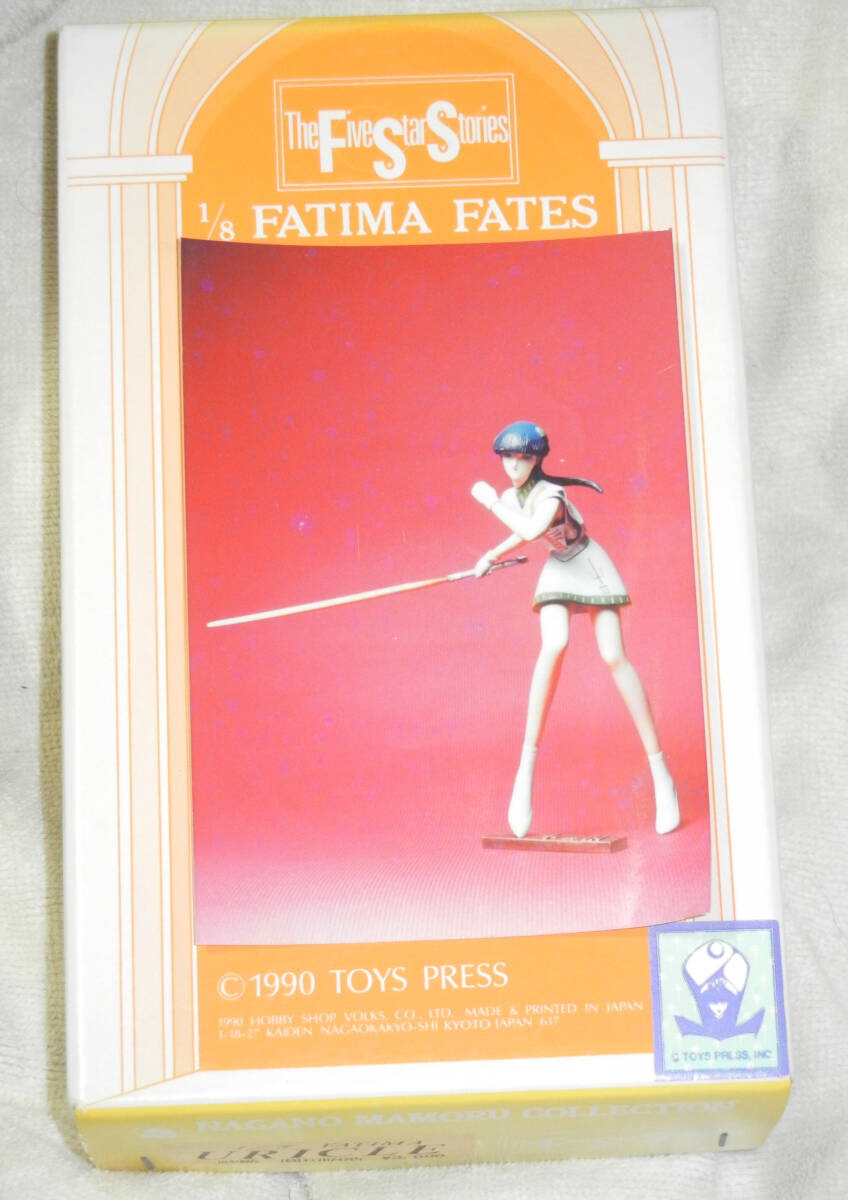 The Five Star Stories
1/8 FATIMA FATES
© 1990 TOYS PRESS
1990 HOBBY SHOP VOLKS, CO., LTD. MADE & PRINTED IN JAPAN
1-18-27 KAIDEN NAGAOKAKYO-SHI KYOTO JAPAN 617
© TOYS PRESS, INC
NAGANO MAMORU COLLECTION
FATIMA
URICLE